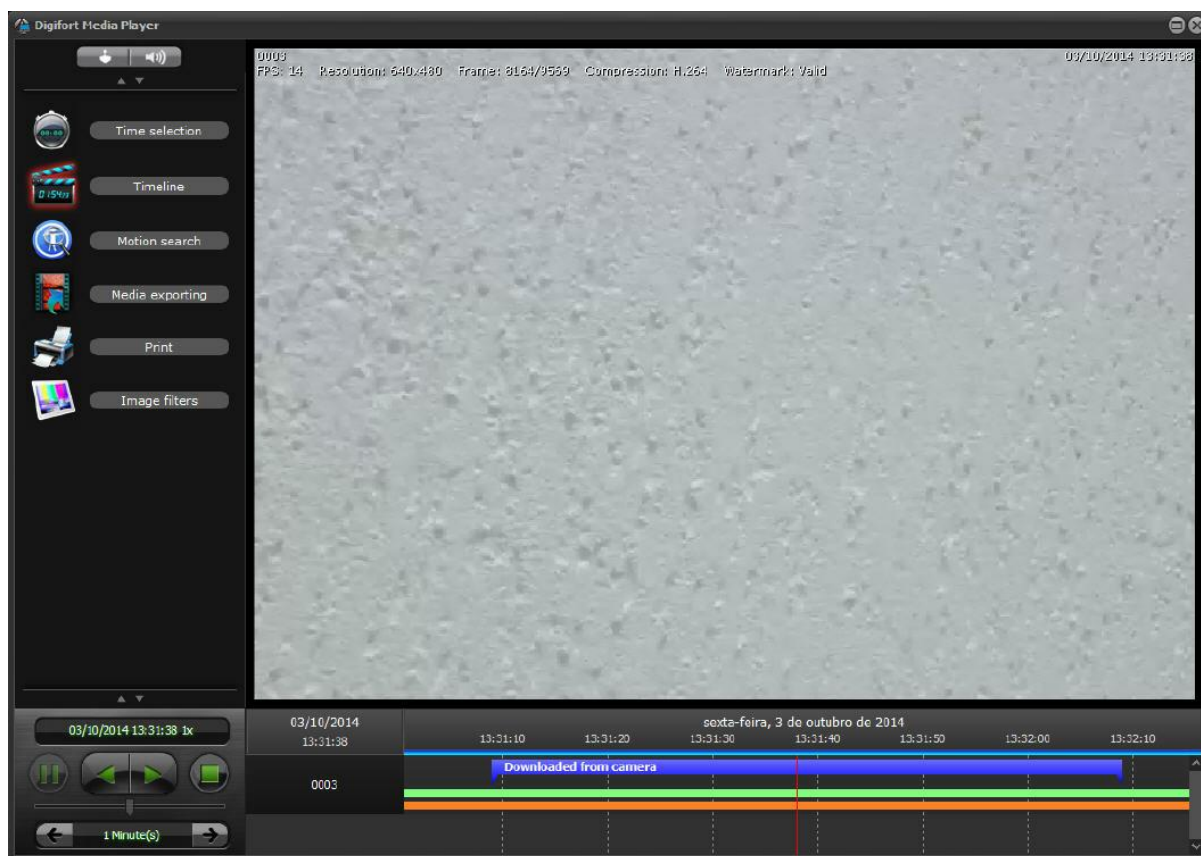 Digifort Media Player
0003
03/10/2014 13:31:38
FPS: 14 Resolution: 640x480 Frame: 8164/9569 Compression: H.264 Watermark: Valid
00:00
Time selection
Timeline
Motion search
Media exporting
Print
Image filters
03/10/2014 13:31:38 1x
1 Minute(s)
03/10/2014
13:31:38
sexta-feira, 3 de outubro de 2014
13:31:10 13:31:20 13:31:30 13:31:40 13:31:50 13:32:00 13:32:10
0003
Downloaded from camera